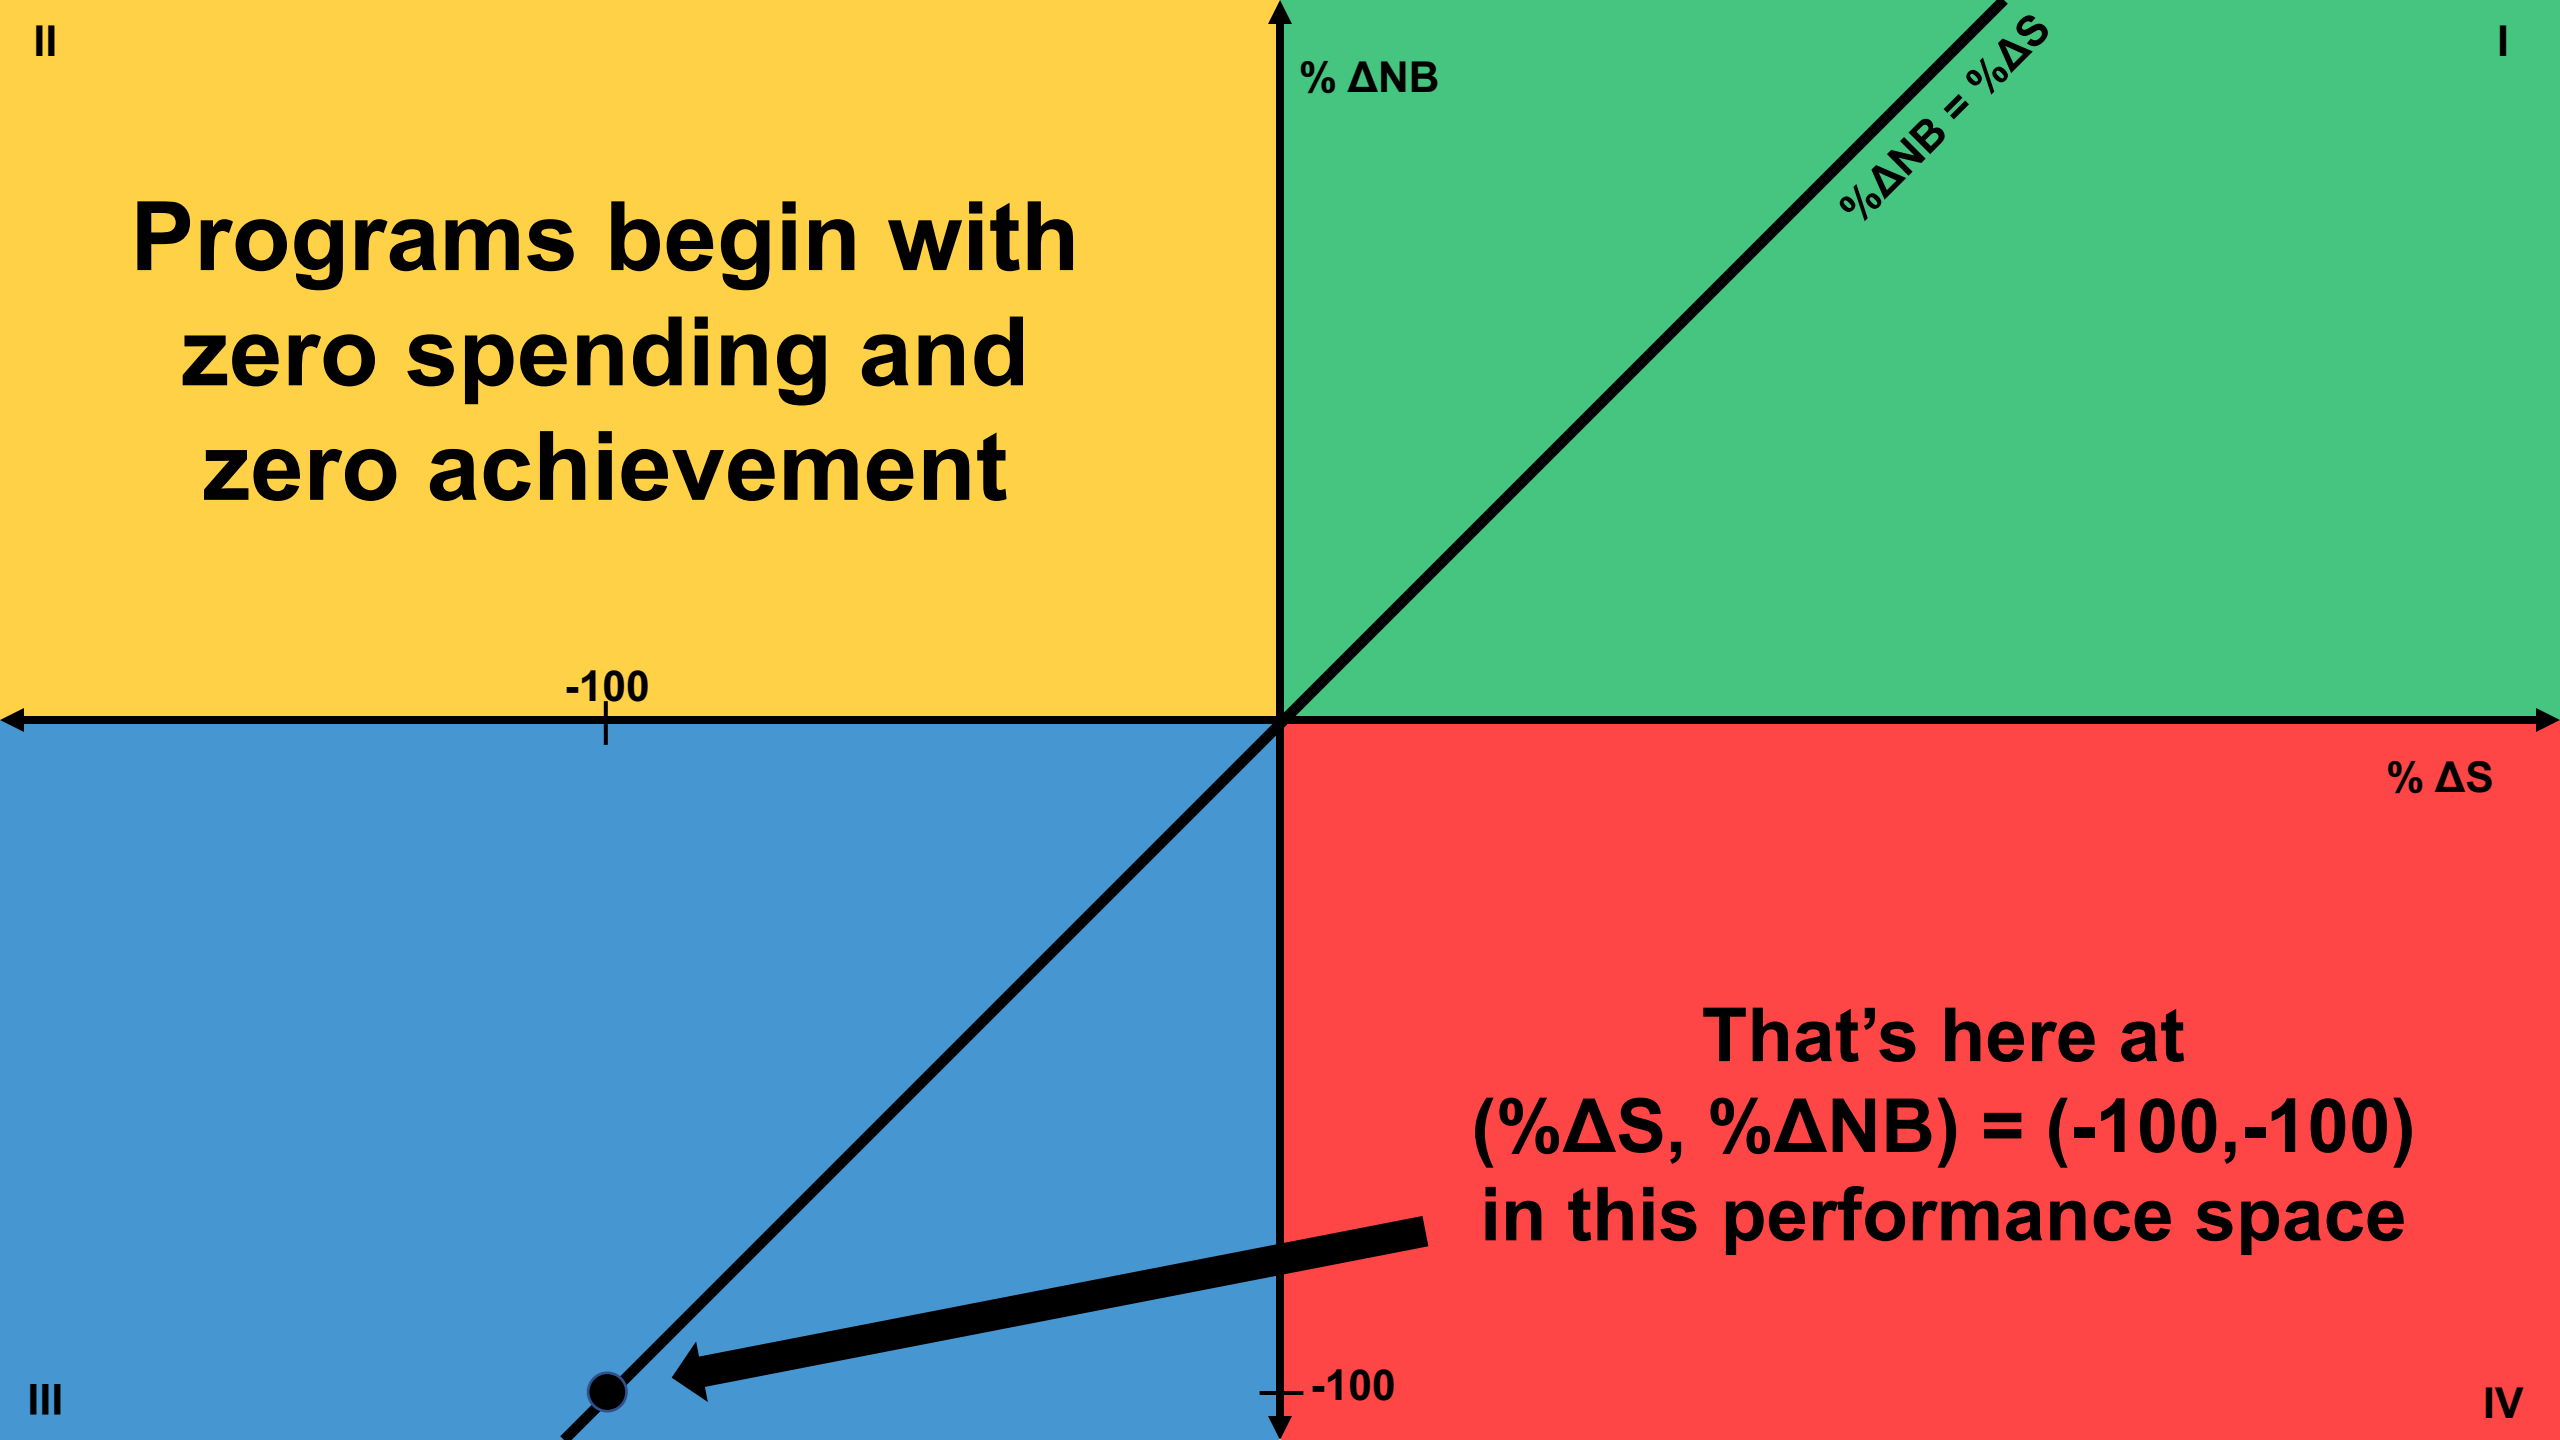 II
I
% ΔNB
%ΔNB = %ΔS
Programs begin with
zero spending and
zero achievement
-100
% ΔS
That’s here at
(%ΔS, %ΔNB) = (-100,-100)
in this performance space
-100
III
IV